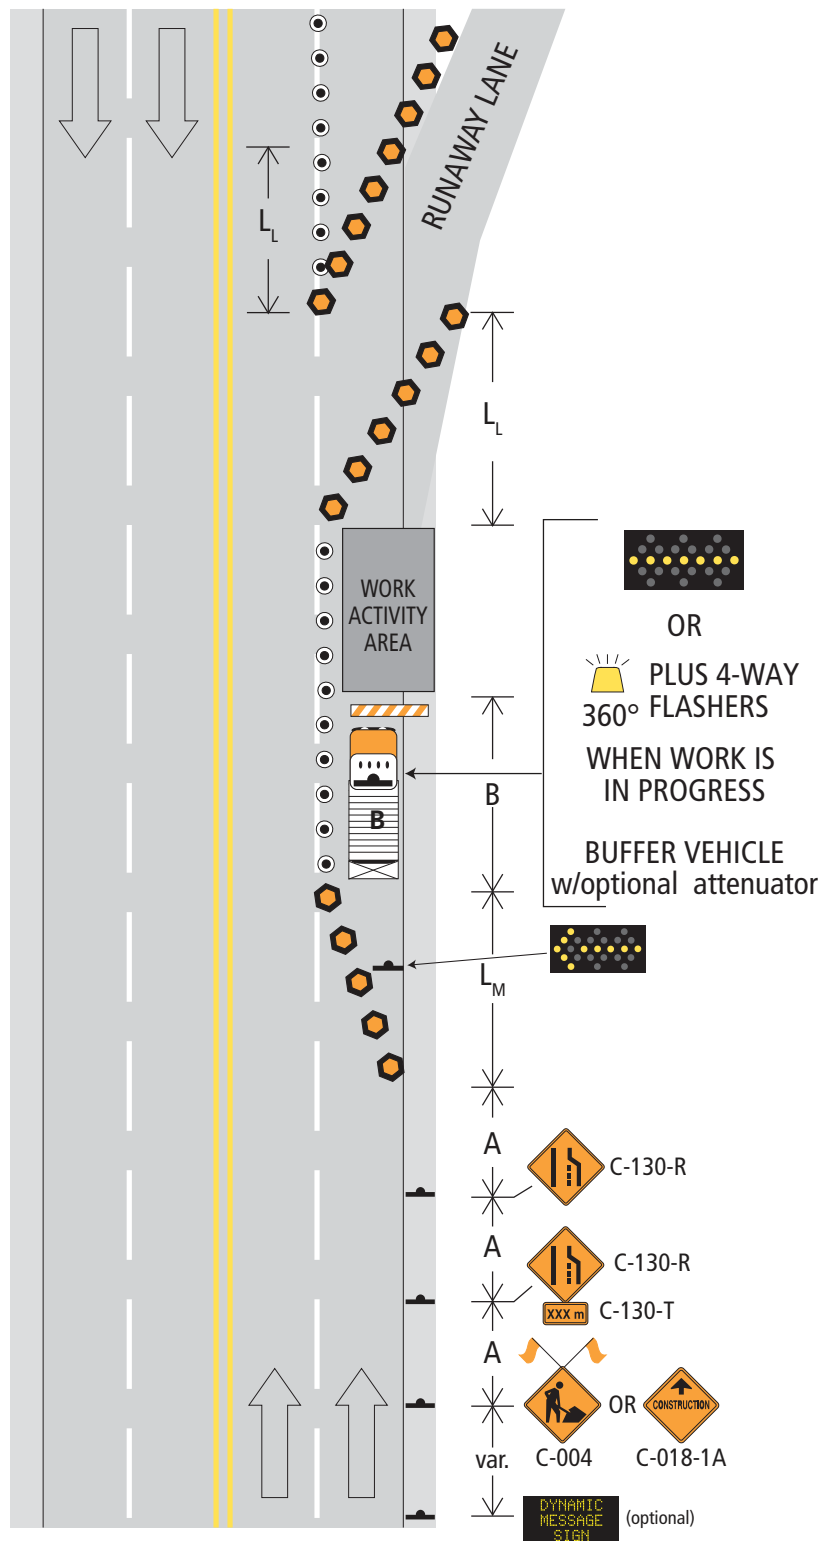 RUNAWAY LANE
LL
LL
WORK
ACTIVITY
AREA
OR
360°
PLUS 4-WAY
FLASHERS
WHEN WORK IS
IN PROGRESS
B
B
BUFFER VEHICLE
w/optional attenuator
LM
A
C-130-R
A
C-130-R
XXX m
C-130-T
A
OR
CONSTRUCTION
var.
C-004
C-018-1A
DYNAMIC
MESSAGE
SIGN
(optional)